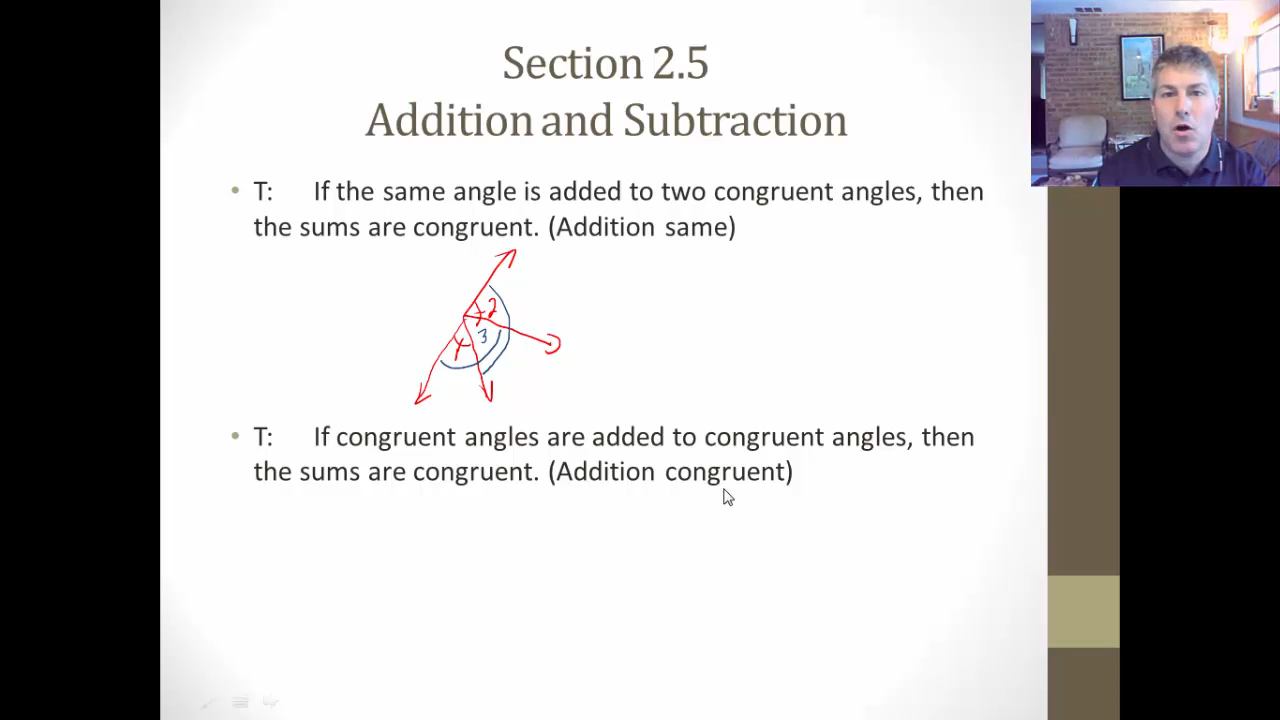 Section 2.5
Addition and Subtraction
• T: If the same angle is added to two congruent angles, then
the sums are congruent. (Addition same)
2
3
• T: If congruent angles are added to congruent angles, then
the sums are congruent. (Addition congruent)